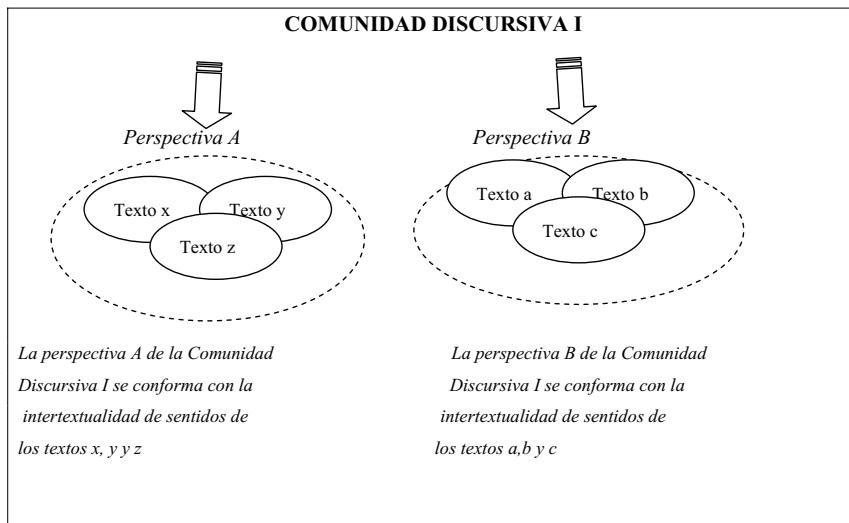 COMUNIDAD DISCURSIVA I
Perspectiva A
Texto x
Texto y
Texto z
La perspectiva A de la Comunidad
Discursiva I se conforma con la
intertextualidad de sentidos de
los textos x, y y z
Perspectiva B
Texto a
Texto b
Texto c
La perspectiva B de la Comunidad
Discursiva I se conforma con la
intertextualidad de sentidos de
los textos a,b y c